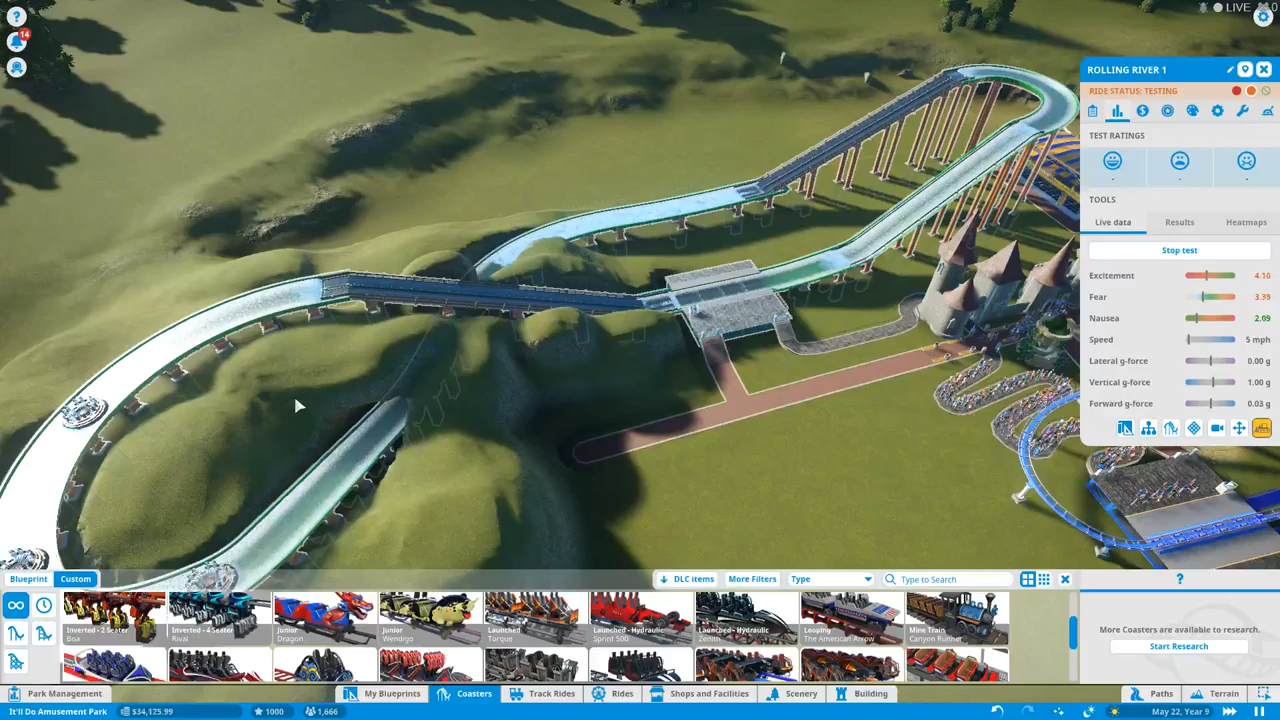 LIVE 0
14
ROLLING RIVER 1
RIDE STATUS: TESTING
TEST RATINGS
- - -
TOOLS
Live data Results Heatmaps
Stop test
Excitement 4.10
Fear 3.39
Nausea 2.09
Speed 5 mph
Lateral g-force 0.00 g
Vertical g-force 1.00 g
Forward g-force 0.03 g
Blueprint Custom DLC items More Filters Type Type to Search
Inverted - 2 Seater Inverted - 4 Seater Junior Junior Launched Launched - Hydraulic Launched - Hydraulic Looping Mine Train
Boa Rival Dragon Wendigo Torque Sprint 500 Zenith The American Arrow Canyon Runner
More Coasters are available to research.
Start Research
Park Management My Blueprints Coasters Track Rides Rides Shops and Facilities Scenery Building Paths Terrain
It'll Do Amusement Park $34,125.99 1000 1,666 May 22, Year 9